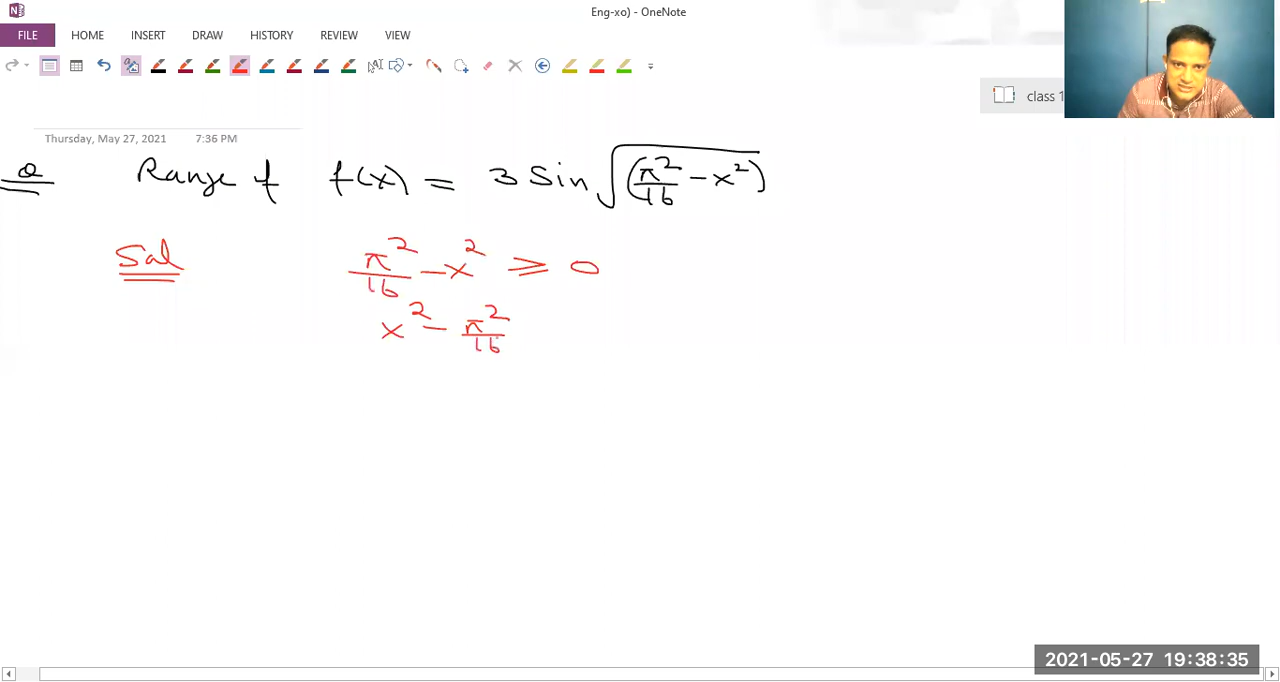 Eng-xo) - OneNote
FILE HOME INSERT DRAW HISTORY REVIEW VIEW
class 1
Thursday, May 27, 2021 7:36 PM
Q Range of f(x) = 3 Sin √(π²/16 - x²)
Sol π²/16 - x² ≥ 0
x² - π²/16
2021-05-27 19:38:35